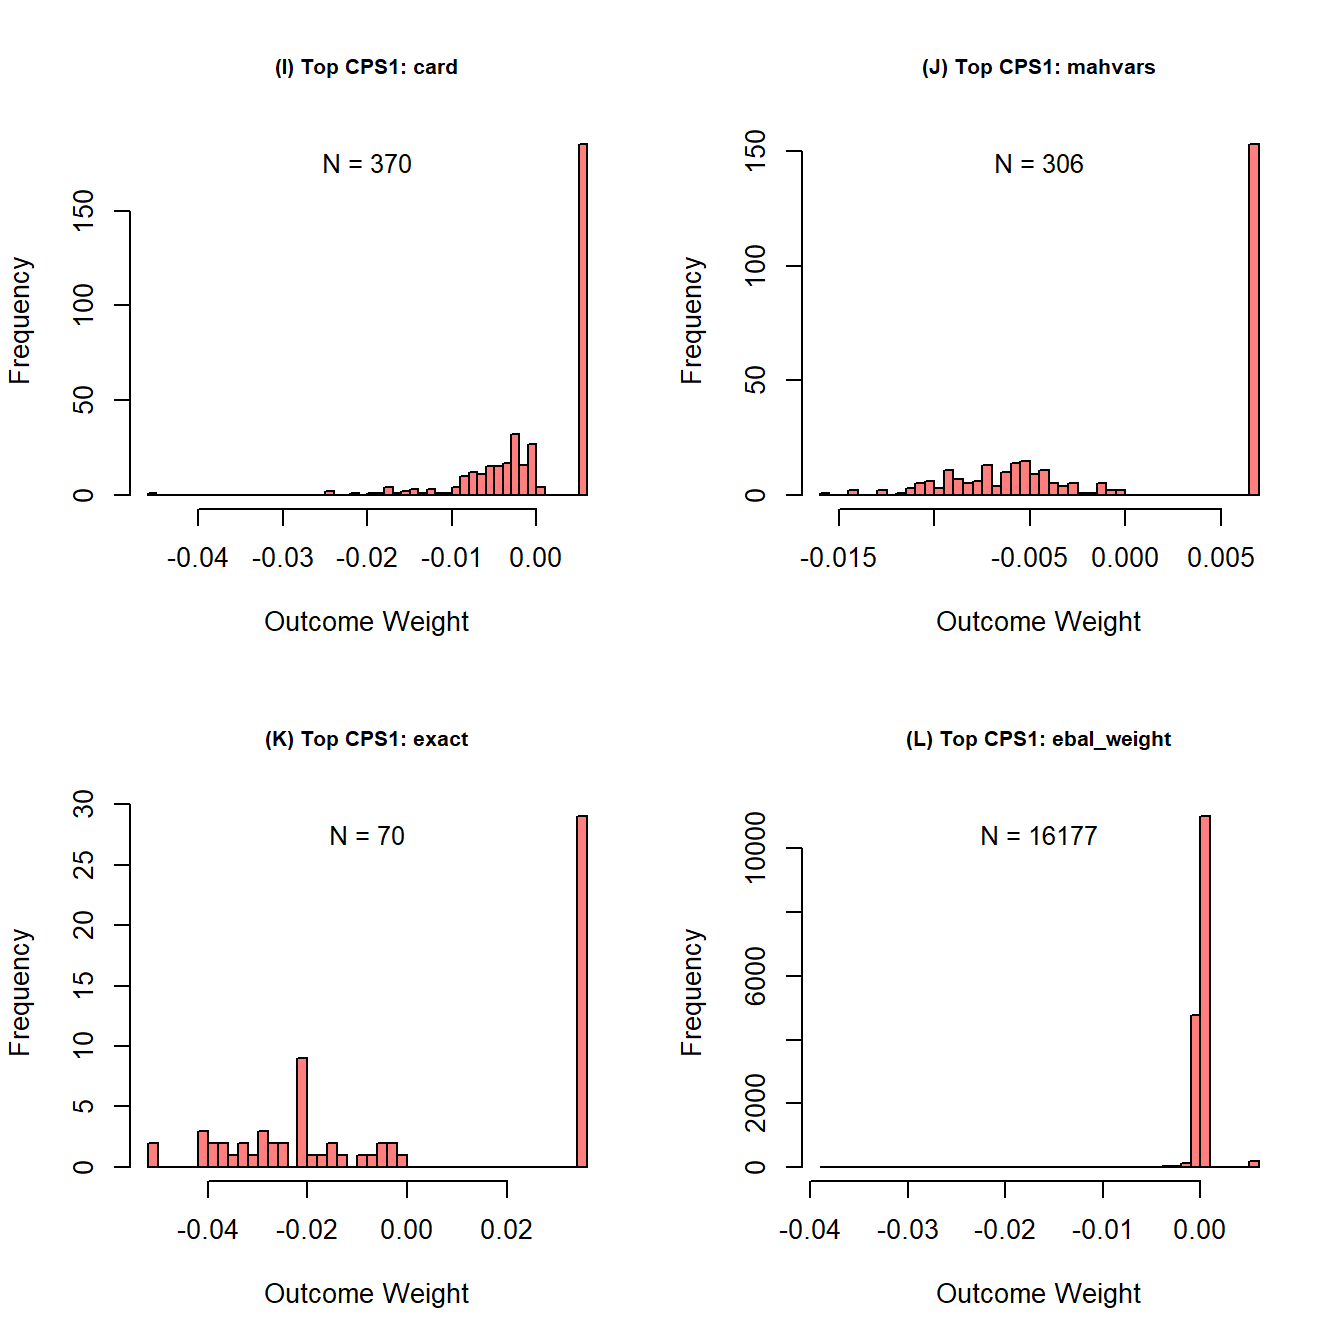 (I) Top CPS1: card
N = 370
Frequency
150
100
50
0
-0.04 -0.03 -0.02 -0.01 0.00
Outcome Weight
(J) Top CPS1: mahvars
N = 306
Frequency
150
100
50
0
-0.015 -0.005 0.000 0.005
Outcome Weight
(K) Top CPS1: exact
N = 70
Frequency
30
25
20
15
10
5
0
-0.04 -0.02 0.00 0.02
Outcome Weight
(L) Top CPS1: ebal_weight
N = 16177
Frequency
10000
6000
2000
0
-0.04 -0.03 -0.02 -0.01 0.00
Outcome Weight